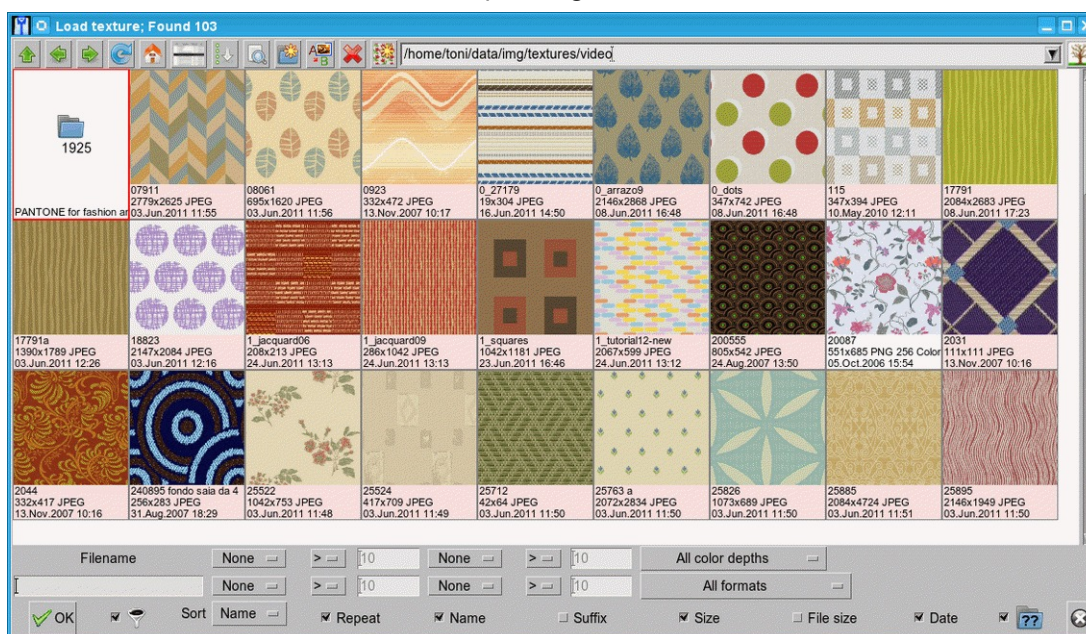 Load texture; Found 103
/home/toni/data/img/textures/video
1925
PANTONE for fashion an
07911
2779x2625 JPEG
03.Jun.2011 11:55
08061
695x1620 JPEG
03.Jun.2011 11:56
0923
332x472 JPEG
13.Nov.2007 10:17
0_27179
19x304 JPEG
16.Jun.2011 14:50
0_arrazo9
2146x2868 JPEG
08.Jun.2011 16:48
0_dots
347x742 JPEG
08.Jun.2011 16:48
115
347x394 JPEG
10.May.2010 12:11
17791
2084x2683 JPEG
08.Jun.2011 17:23
17791a
1390x1789 JPEG
03.Jun.2011 12:26
18823
2147x2084 JPEG
03.Jun.2011 12:16
1_jacquard06
208x213 JPEG
24.Jun.2011 13:13
1_jacquard09
286x1042 JPEG
24.Jun.2011 13:13
1_squares
1042x1181 JPEG
23.Jun.2011 16:46
1_tutorial12-new
2067x599 JPEG
24.Jun.2011 13:12
200555
805x542 JPEG
24.Aug.2007 13:50
20087
551x685 PNG 256 Color
05.Oct.2006 15:54
2031
111x111 JPEG
13.Nov.2007 10:16
2044
332x417 JPEG
13.Nov.2007 10:16
240895 fondo saia da 4
256x283 JPEG
31.Aug.2007 18:29
25522
1042x753 JPEG
03.Jun.2011 11:48
25524
417x709 JPEG
03.Jun.2011 11:49
25712
42x64 JPEG
03.Jun.2011 11:50
25763 a
2072x2834 JPEG
03.Jun.2011 11:50
25826
1073x689 JPEG
03.Jun.2011 11:50
25885
2084x4724 JPEG
03.Jun.2011 11:51
25895
2146x1949 JPEG
03.Jun.2011 11:50
Filename None > 10 None > 10 All color depths
None > 10 None > 10 All formats
OK Sort Name Repeat Name Suffix Size File size Date ??